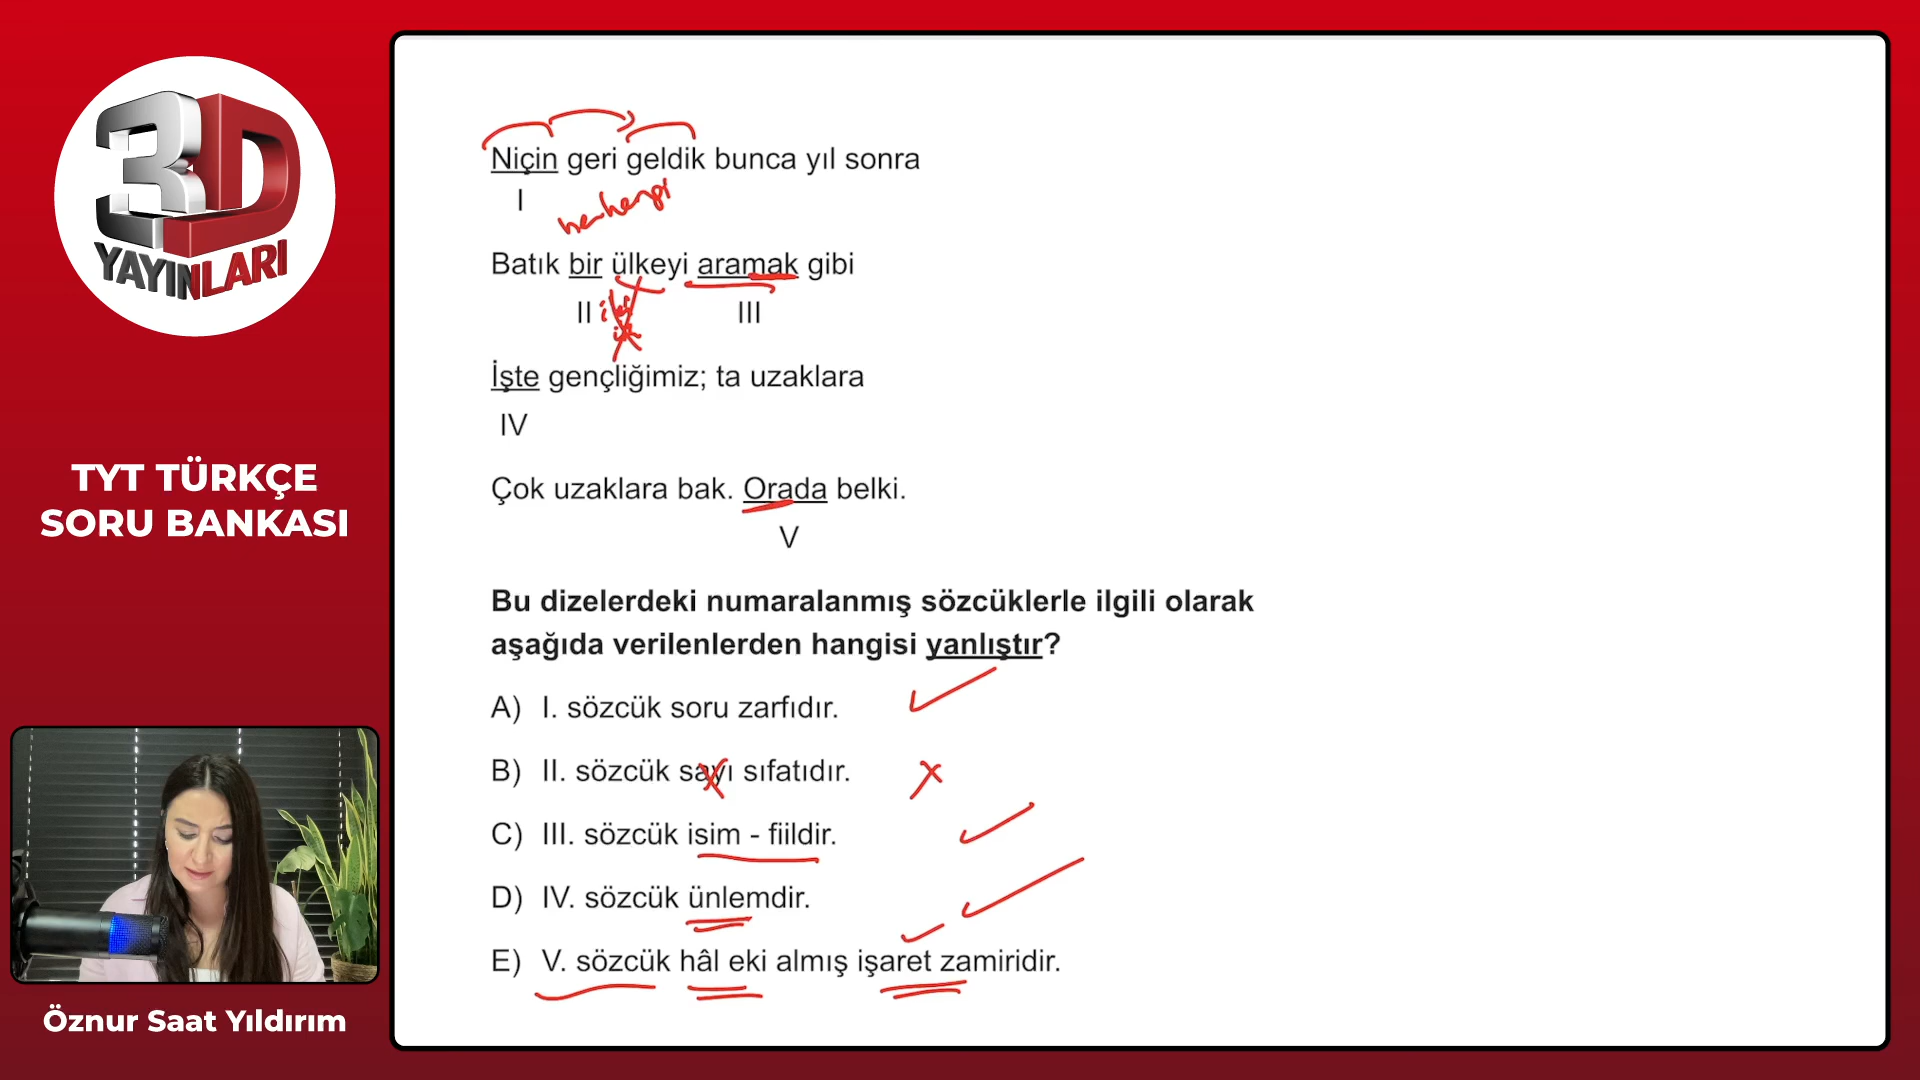 3D
YAYINLARI
TYT TÜRKÇE
SORU BANKASI
Öznur Saat Yıldırım
Niçin geri geldik bunca yıl sonra
I
herhangi
Batık bir ülkeyi aramak gibi
II iki III
İşte gençliğimiz; ta uzaklara
IV
Çok uzaklara bak. Orada belki.
V
Bu dizelerdeki numaralanmış sözcüklerle ilgili olarak
aşağıda verilenlerden hangisi yanlıştır?
A) I. sözcük soru zarfıdır.
B) II. sözcük sayı sıfatıdır.
C) III. sözcük isim - fiildir.
D) IV. sözcük ünlemdir.
E) V. sözcük hâl eki almış işaret zamiridir.